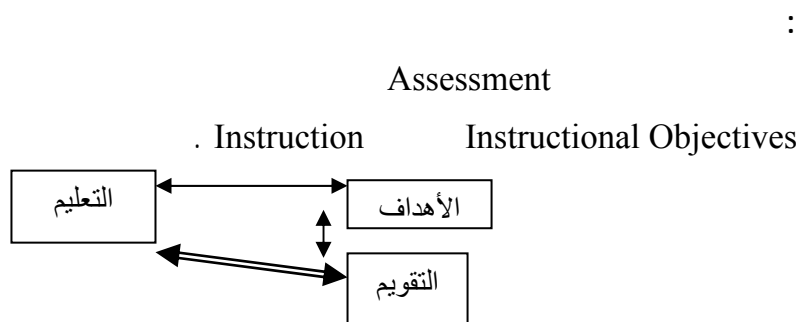 :
Assessment
. Instruction Instructional Objectives
التعليم
الأهداف
التقويم